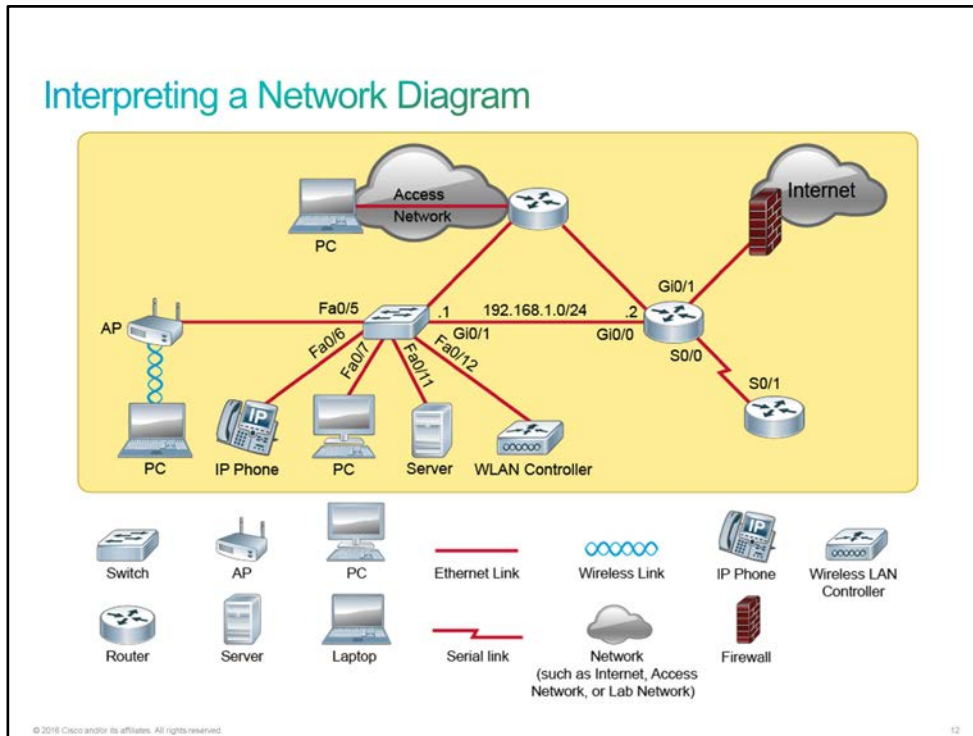 Interpreting a Network Diagram
Access
Network
PC
Internet
AP
Fa0/5
Fa0/6
Fa0/7
Fa0/11
Fa0/12
.1
Gi0/1
192.168.1.0/24
.2
Gi0/0
Gi0/1
S0/0
S0/1
PC
IP
IP Phone
PC
Server
WLAN Controller
Switch
AP
PC
Ethernet Link
Wireless Link
IP
IP Phone
Wireless LAN
Controller
Router
Server
Laptop
Serial link
Network
(such as Internet, Access
Network, or Lab Network)
Firewall
© 2016 Cisco and/or its affiliates. All rights reserved.
12